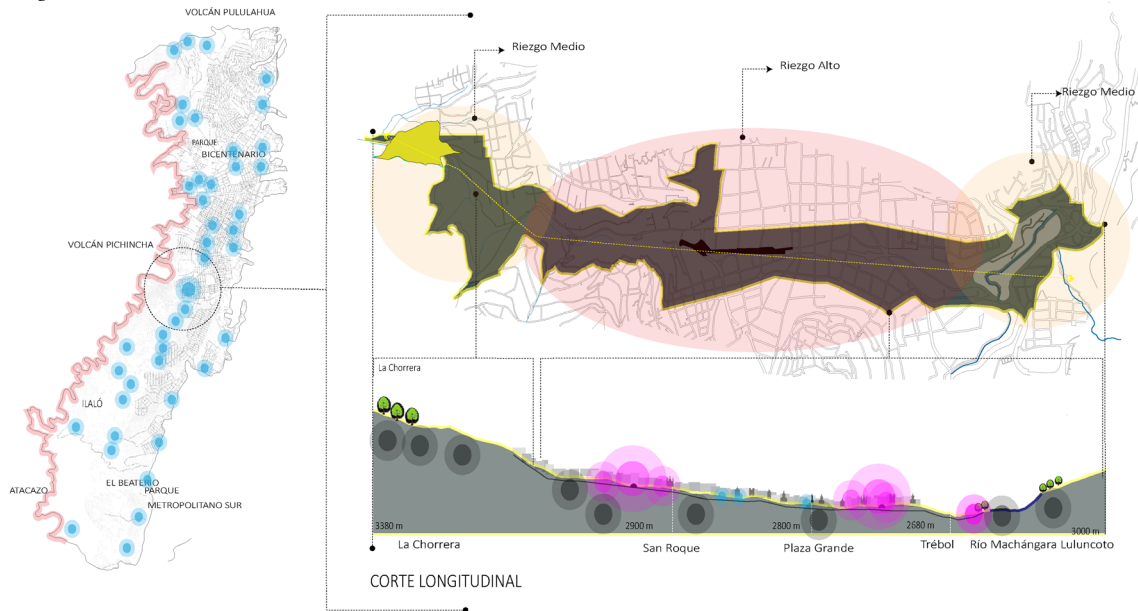 VOLCÁN PULULAHUA
PARQUE
BICENTENARIO
VOLCÁN PICHINCHA
ILALÓ
EL BEATERIO
PARQUE
ATACAZO
METROPOLITANO SUR
Riezgo Medio
Riezgo Alto
Riezgo Medio
La Chorrera
3380 m
2900 m
2800 m
2680 m
3000 m
La Chorrera
San Roque
Plaza Grande
Trébol
Río Machángara Luluncoto
CORTE LONGITUDINAL